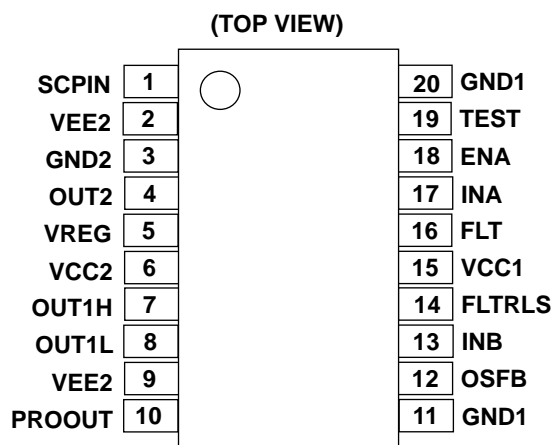 (TOP VIEW)
SCPIN 1 20 GND1
VEE2 2 19 TEST
GND2 3 18 ENA
OUT2 4 17 INA
VREG 5 16 FLT
VCC2 6 15 VCC1
OUT1H 7 14 FLTRLS
OUT1L 8 13 INB
VEE2 9 12 OSFB
PROOUT 10 11 GND1